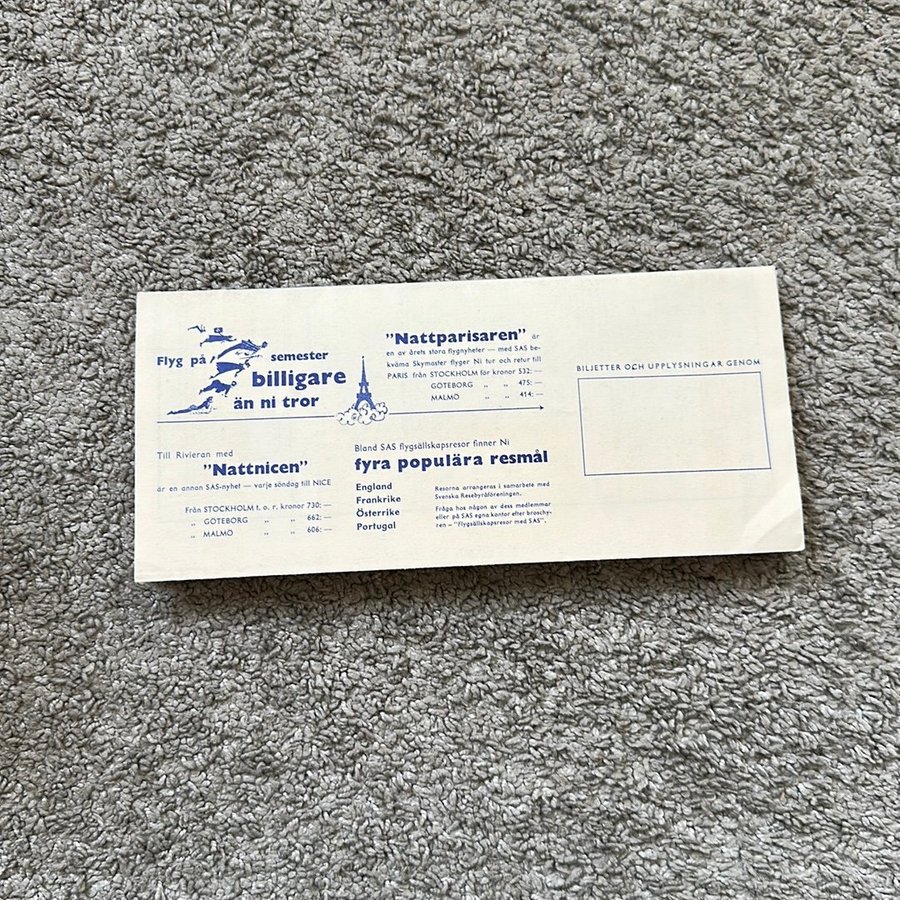 Flyg på semester
billigare
än ni tror
"Nattparisaren" är
en av årets stora flygnyheter — med SAS be-
kväma Skymaster flyger Ni tur och retur till
PARIS från STOCKHOLM för kronor 532: —
GÖTEBORG „ „ 475: —
MALMÖ „ „ 414: —
Till Rivieran med
"Nattnicen"
är en annan SAS-nyhet — varje söndag till NICE
Från STOCKHOLM t. o. r. kronor 730: —
„ GÖTEBORG „ „ 662: —
„ MALMÖ „ „ 606: —
Bland SAS flygsällskapsresor finner Ni
fyra populära resmål
England
Frankrike
Österrike
Portugal
Resorna arrangeras i samarbete med
Svenska Resebyråföreningen.
Fråga hos någon av dess medlemmar
eller på SAS egna kontor efter broschy-
ren – "Flygsällskapsresor med SAS".
BILJETTER OCH UPPLYSNINGAR GENOM